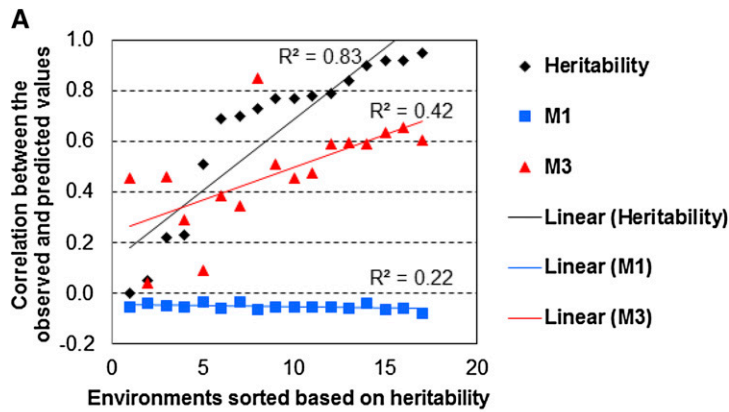 A
Correlation between the
observed and predicted values
1.0
0.8
0.6
0.4
0.2
0.0
-0.2
R² = 0.83
R² = 0.42
R² = 0.22
0
5
10
15
20
Environments sorted based on heritability
Heritability
M1
M3
Linear (Heritability)
Linear (M1)
Linear (M3)